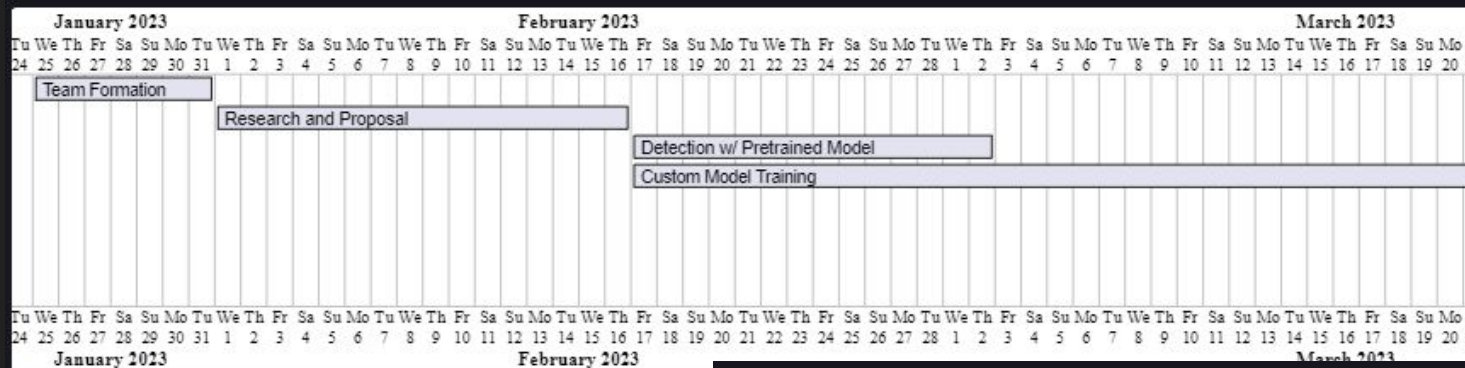 January 2023 February 2023 March 2023
Tu We Th Fr Sa Su Mo Tu We Th Fr Sa Su Mo Tu We Th Fr Sa Su Mo Tu We Th Fr Sa Su Mo Tu We Th Fr Sa Su Mo Tu We Th Fr Sa Su Mo Tu We Th Fr Sa Su Mo Tu We Th Fr Sa Su Mo
24 25 26 27 28 29 30 31 1 2 3 4 5 6 7 8 9 10 11 12 13 14 15 16 17 18 19 20 21 22 23 24 25 26 27 28 1 2 3 4 5 6 7 8 9 10 11 12 13 14 15 16 17 18 19 20
Team Formation
Research and Proposal
Detection w/ Pretrained Model
Custom Model Training
Tu We Th Fr Sa Su Mo Tu We Th Fr Sa Su Mo Tu We Th Fr Sa Su Mo Tu We Th Fr Sa Su Mo Tu We Th Fr Sa Su Mo Tu We Th Fr Sa Su Mo Tu We Th Fr Sa Su Mo Tu We Th Fr Sa Su Mo
24 25 26 27 28 29 30 31 1 2 3 4 5 6 7 8 9 10 11 12 13 14 15 16 17 18 19 20 21 22 23 24 25 26 27 28 1 2 3 4 5 6 7 8 9 10 11 12 13 14 15 16 17 18 19 20
January 2023 February 2023 March 2023